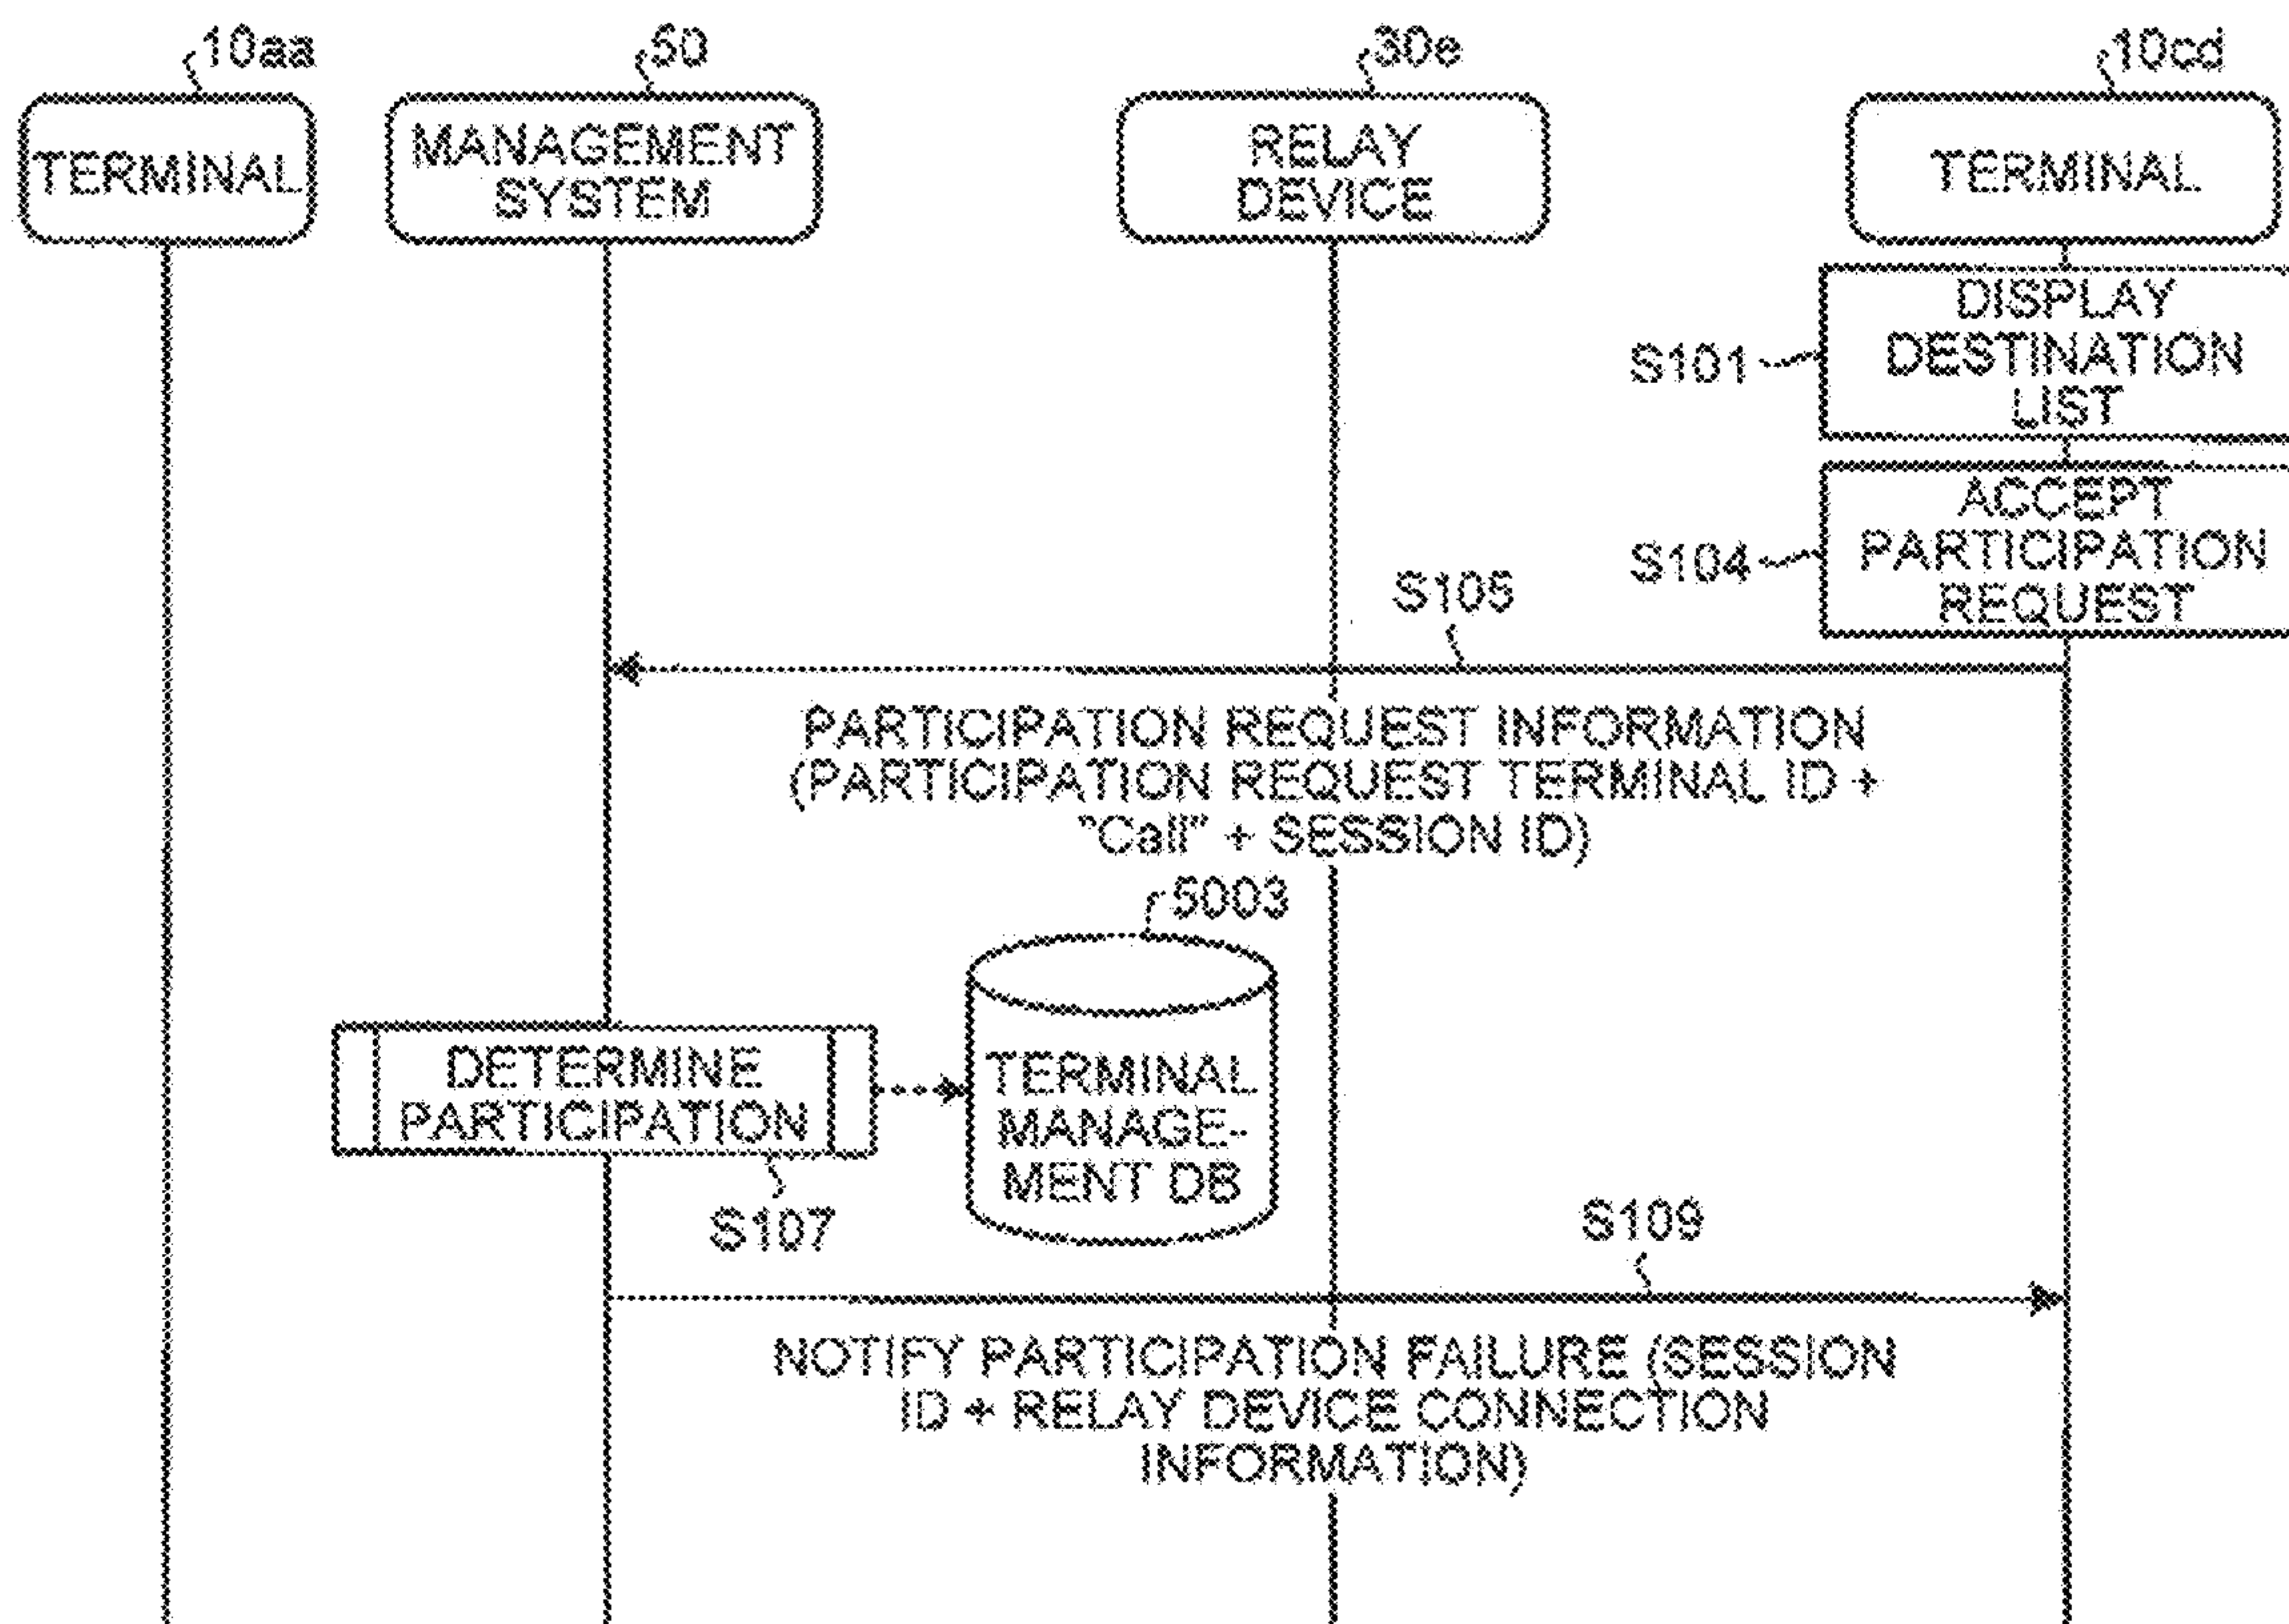 10aa
50
30e
10cd
TERMINAL
MANAGEMENT
SYSTEM
RELAY
DEVICE
TERMINAL
S101
DISPLAY
DESTINATION
LIST
S104
ACCEPT
PARTICIPATION
REQUEST
S105
PARTICIPATION REQUEST INFORMATION
(PARTICIPATION REQUEST TERMINAL ID +
"Call" + SESSION ID)
5003
DETERMINE
PARTICIPATION
TERMINAL
MANAGE-
MENT DB
S107
S109
NOTIFY PARTICIPATION FAILURE (SESSION
ID + RELAY DEVICE CONNECTION
INFORMATION)